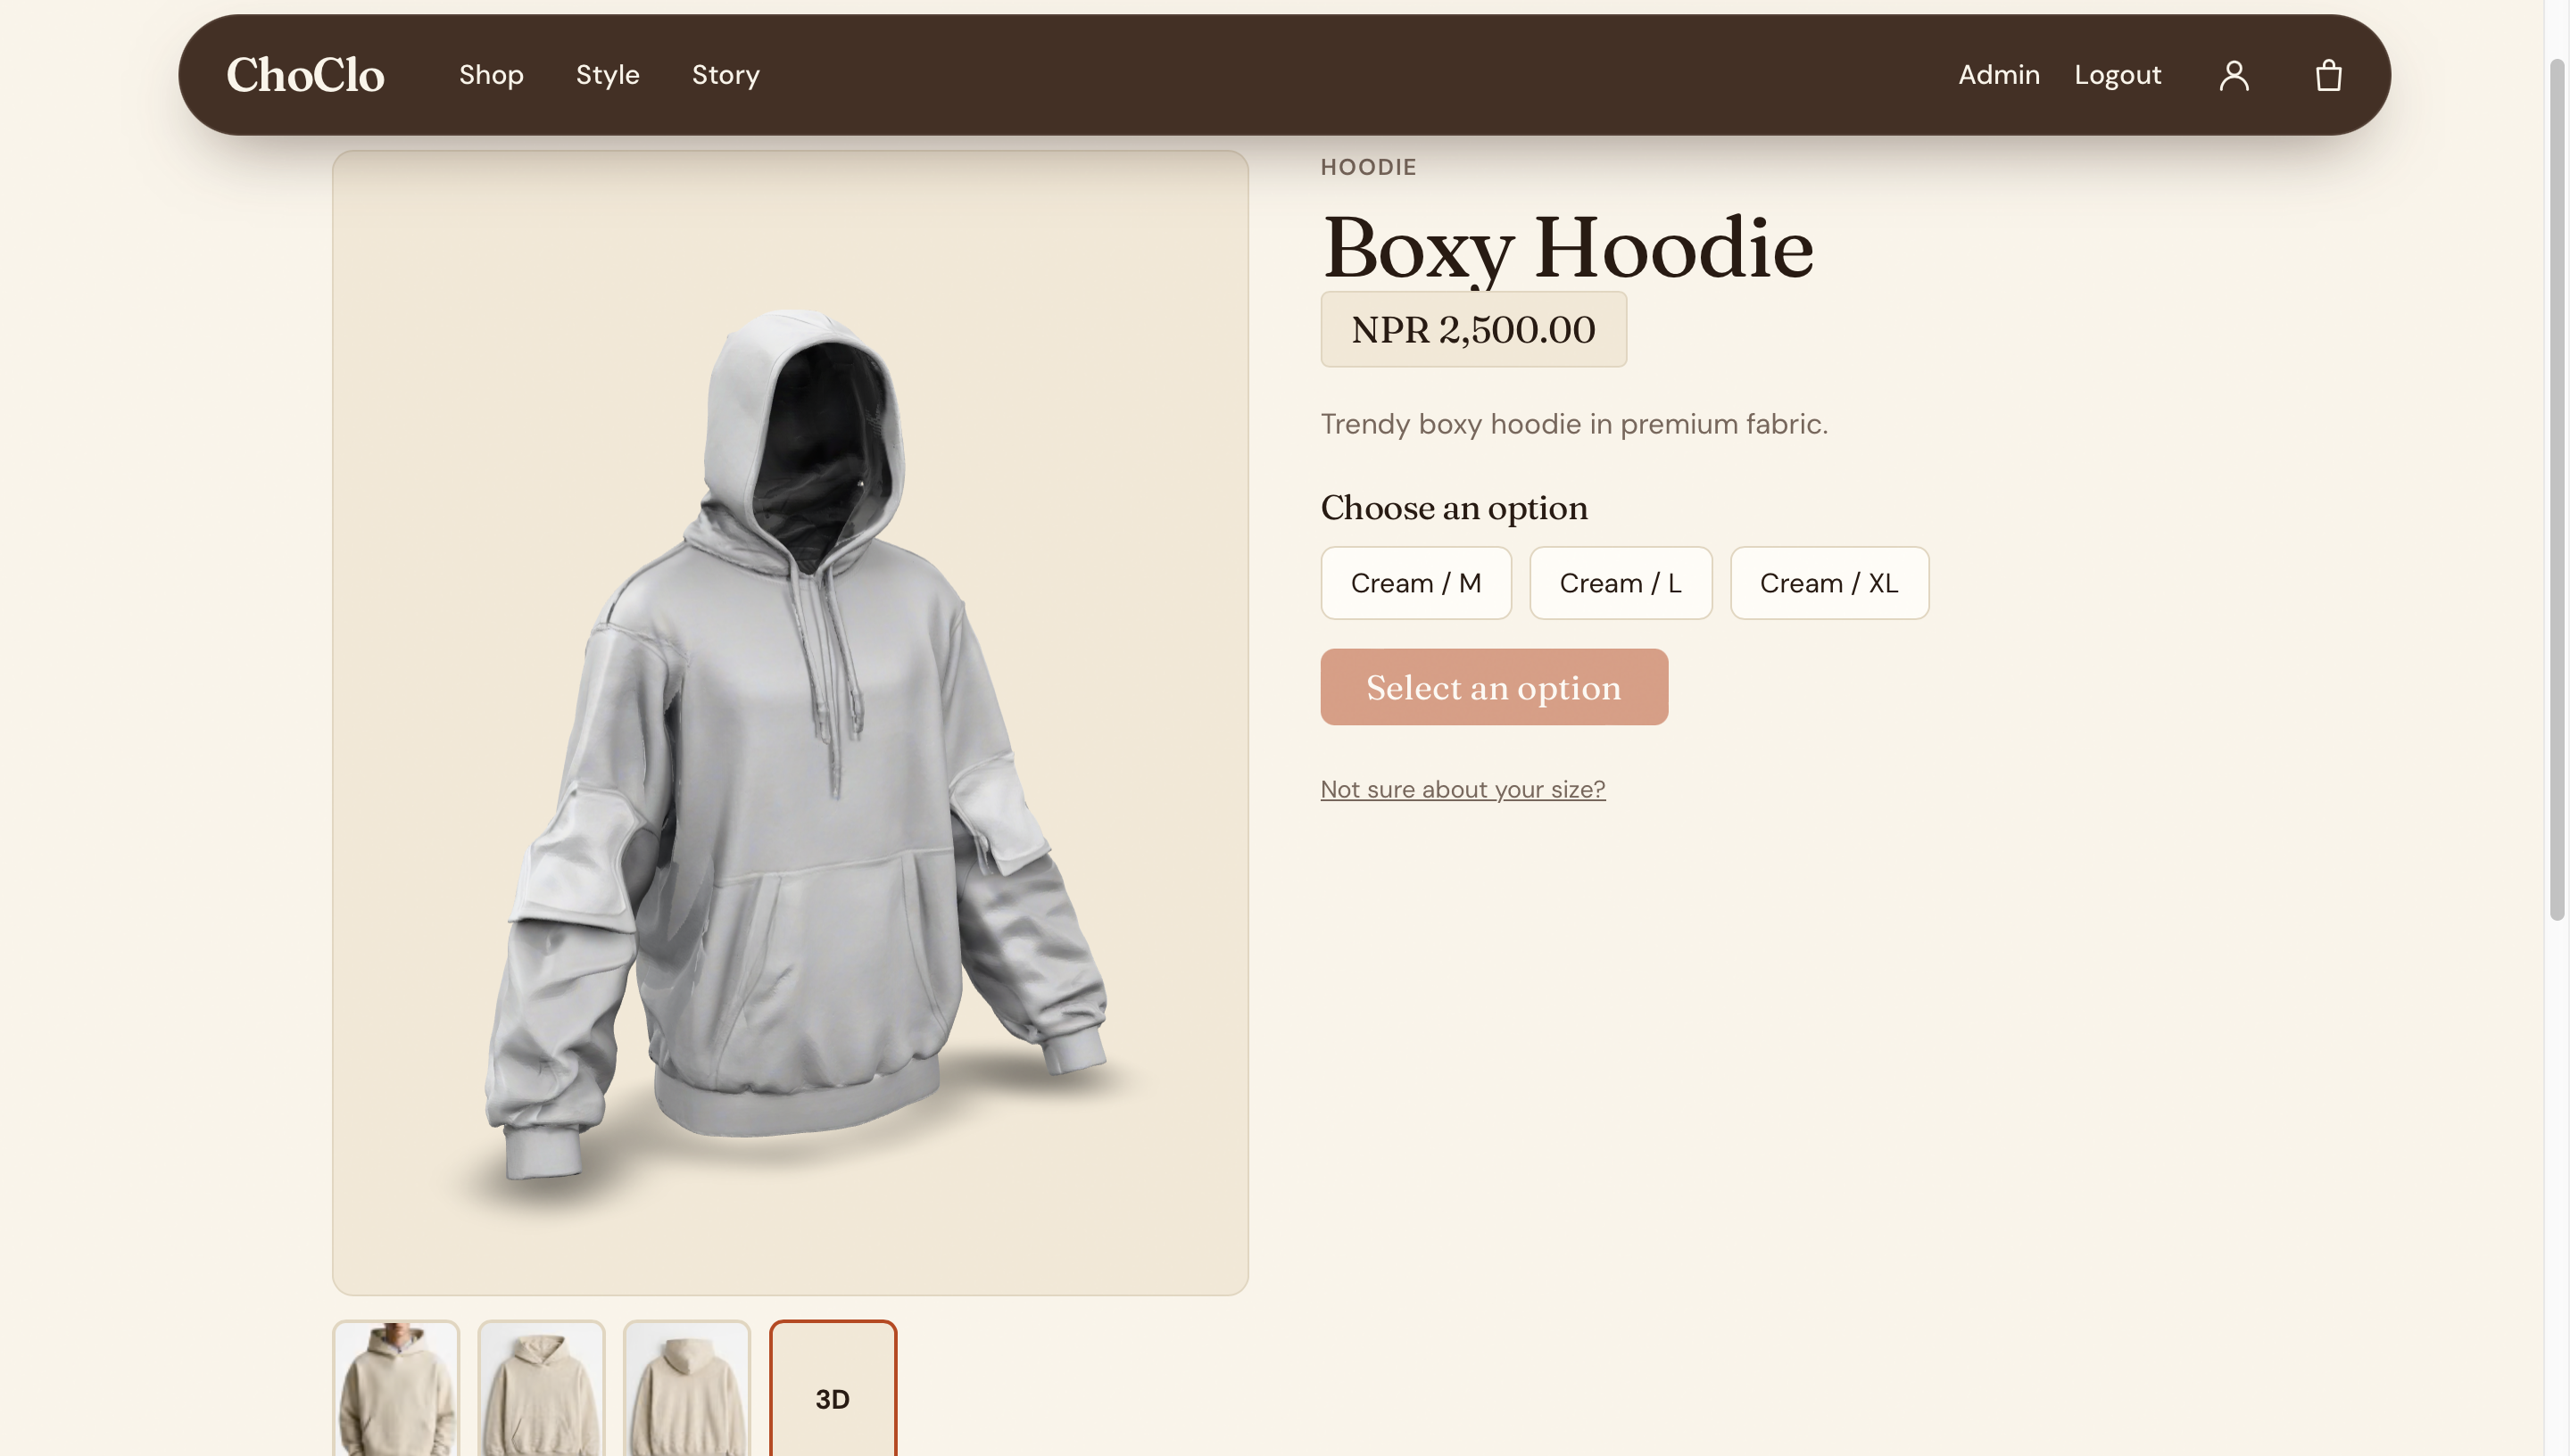 ChoClo Shop Style Story Admin Logout
HOODIE
Boxy Hoodie
NPR 2,500.00
Trendy boxy hoodie in premium fabric.
Choose an option
Cream / M Cream / L Cream / XL
Select an option
Not sure about your size?
3D